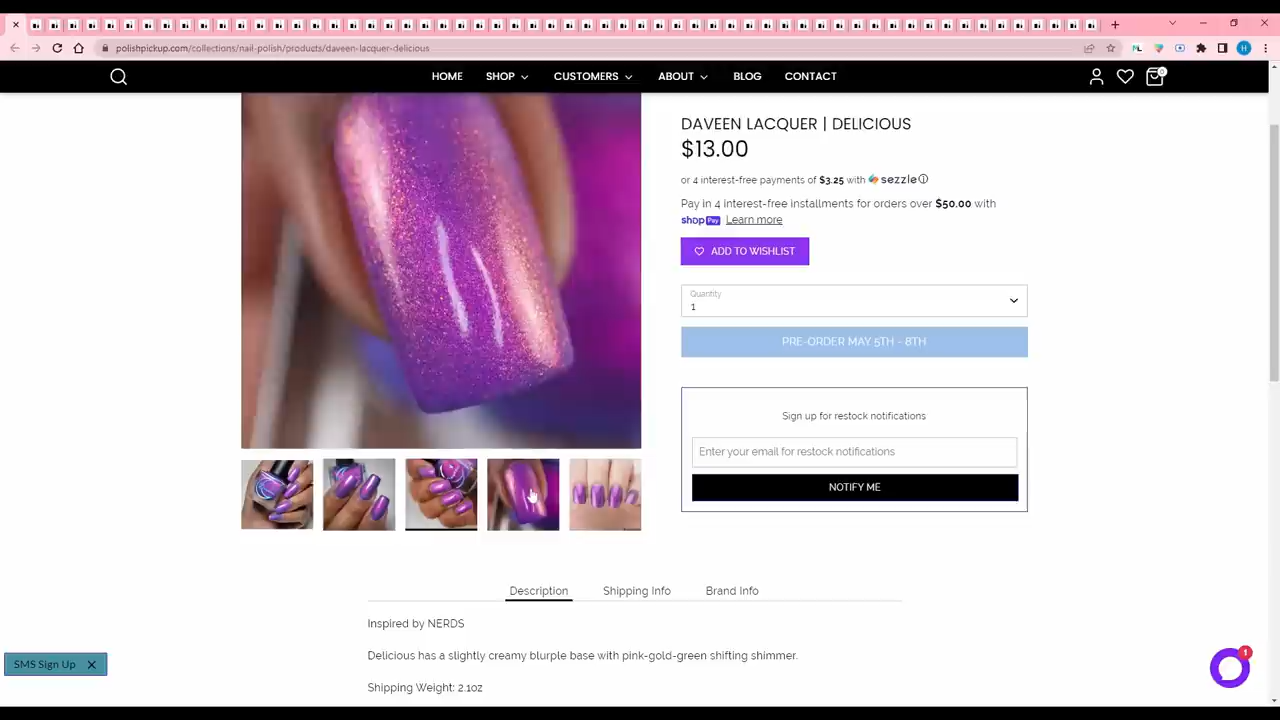 polishpickup.com/collections/nail-polish/products/daveen-lacquer-delicious
HOME SHOP CUSTOMERS ABOUT BLOG CONTACT
0
DAVEEN LACQUER | DELICIOUS
$13.00
or 4 interest-free payments of $3.25 with sezzle
Pay in 4 interest-free installments for orders over $50.00 with
shop Pay Learn more
ADD TO WISHLIST
Quantity
1
PRE-ORDER MAY 5TH - 8TH
Sign up for restock notifications
Enter your email for restock notifications
NOTIFY ME
Description Shipping Info Brand Info
Inspired by NERDS
Delicious has a slightly creamy blurple base with pink-gold-green shifting shimmer.
Shipping Weight: 2.1oz
SMS Sign Up
1